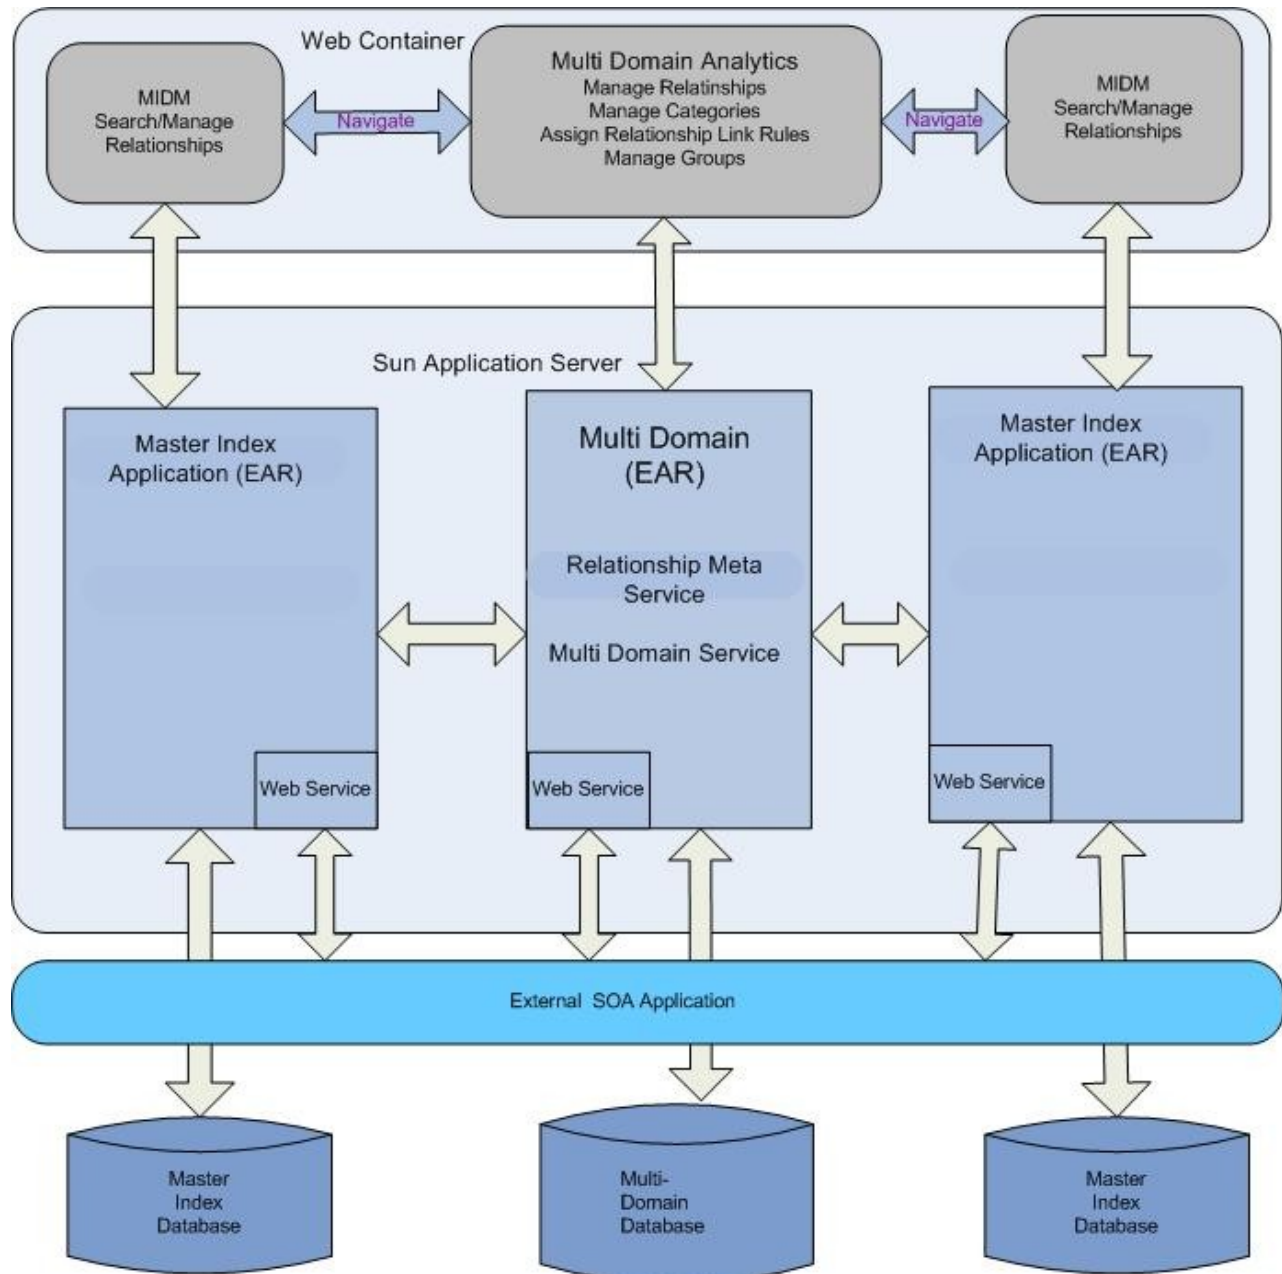 Web Container
MIDM
Search/Manage
Relationships
Navigate
Multi Domain Analytics
Manage Relatinships
Manage Categories
Assign Relationship Link Rules
Manage Groups
Navigate
MIDM
Search/Manage
Relationships
Sun Application Server
Master Index
Application (EAR)
Web Service
Multi Domain
(EAR)
Relationship Meta
Service
Multi Domain Service
Web Service
Master Index
Application (EAR)
Web Service
External SOA Application
Master
Index
Database
Multi-
Domain
Database
Master
Index
Database